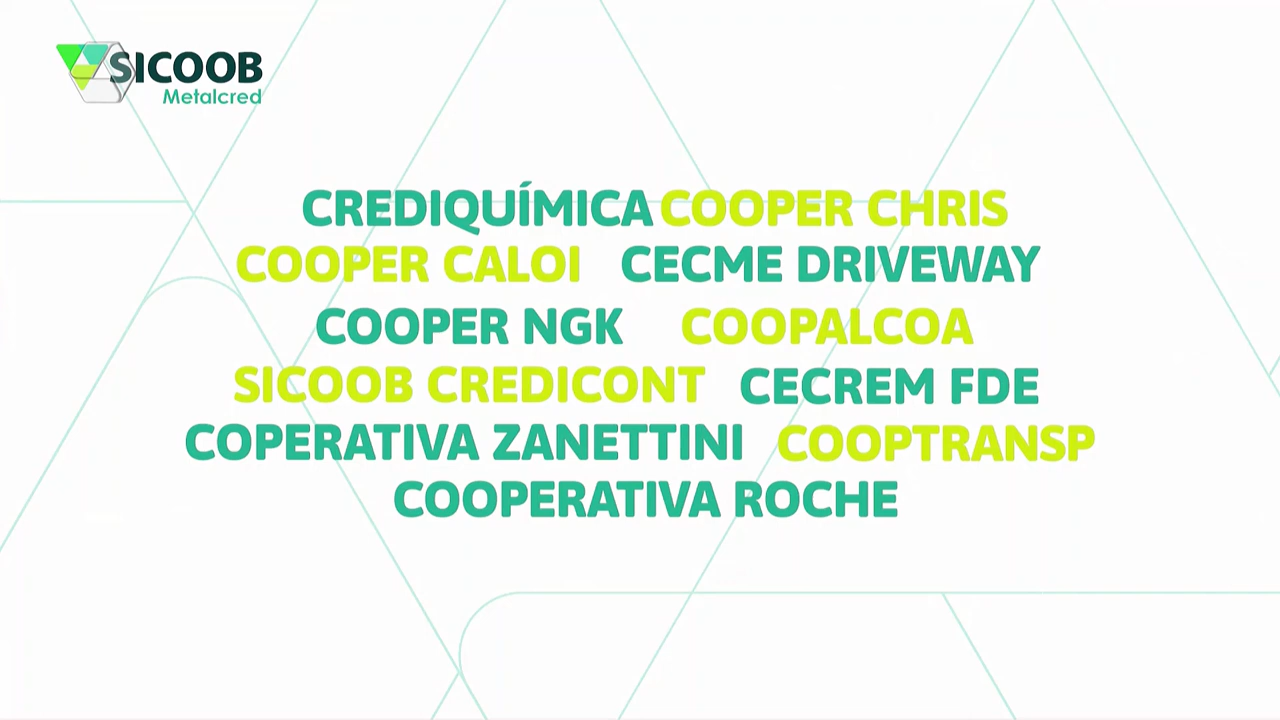 SICOOB
Metalcred
CREDIQUÍMICA COOPER CHRIS
COOPER CALOI CECME DRIVEWAY
COOPER NGK COOPALCOA
SICOOB CREDICONT CECREM FDE
COPERATIVA ZANETTINI COOPTRANSP
COOPERATIVA ROCHE